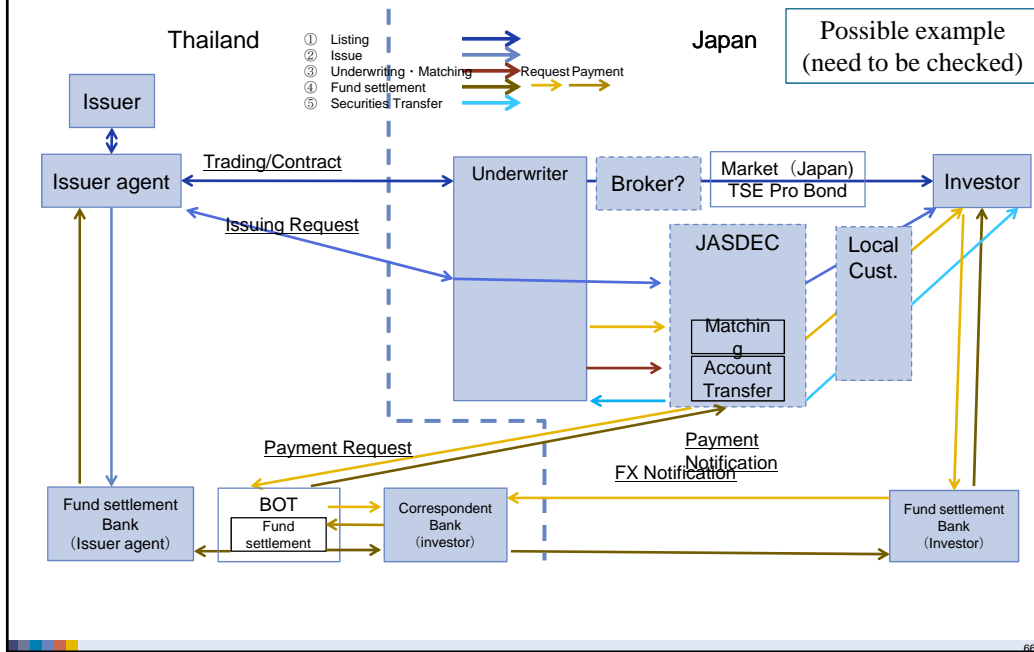 Thailand
① Listing
② Issue
③ Underwriting・Matching
④ Fund settlement
⑤ Securities Transfer
Request Payment
Japan
Possible example
(need to be checked)
Issuer
Issuer agent
Trading/Contract
Issuing Request
Underwriter
Broker?
Market（Japan）
TSE Pro Bond
Investor
JASDEC
Matchin
g
Account
Transfer
Local
Cust.
Payment Request
Payment
Notification
FX Notification
Fund settlement
Bank
（Issuer agent）
BOT
Fund
settlement
Correspondent
Bank
（investor）
Fund settlement
Bank
（Investor）
66